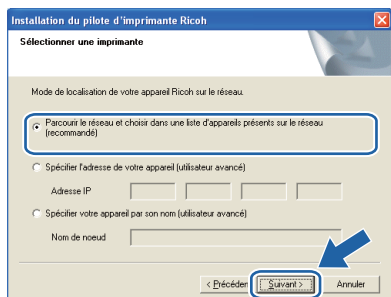 Installation du pilote d'imprimante Ricoh
Sélectionner une imprimante
Mode de localisation de votre appareil Ricoh sur le réseau.
Parcourir le réseau et choisir dans une liste d'appareils présents sur le réseau
(recommandé)
Spécifier l'adresse de votre appareil (utilisateur avancé)
Adresse IP
Spécifier votre appareil par son nom (utilisateur avancé)
Nom de noeud
< Précéden
Suivant >
Annuler